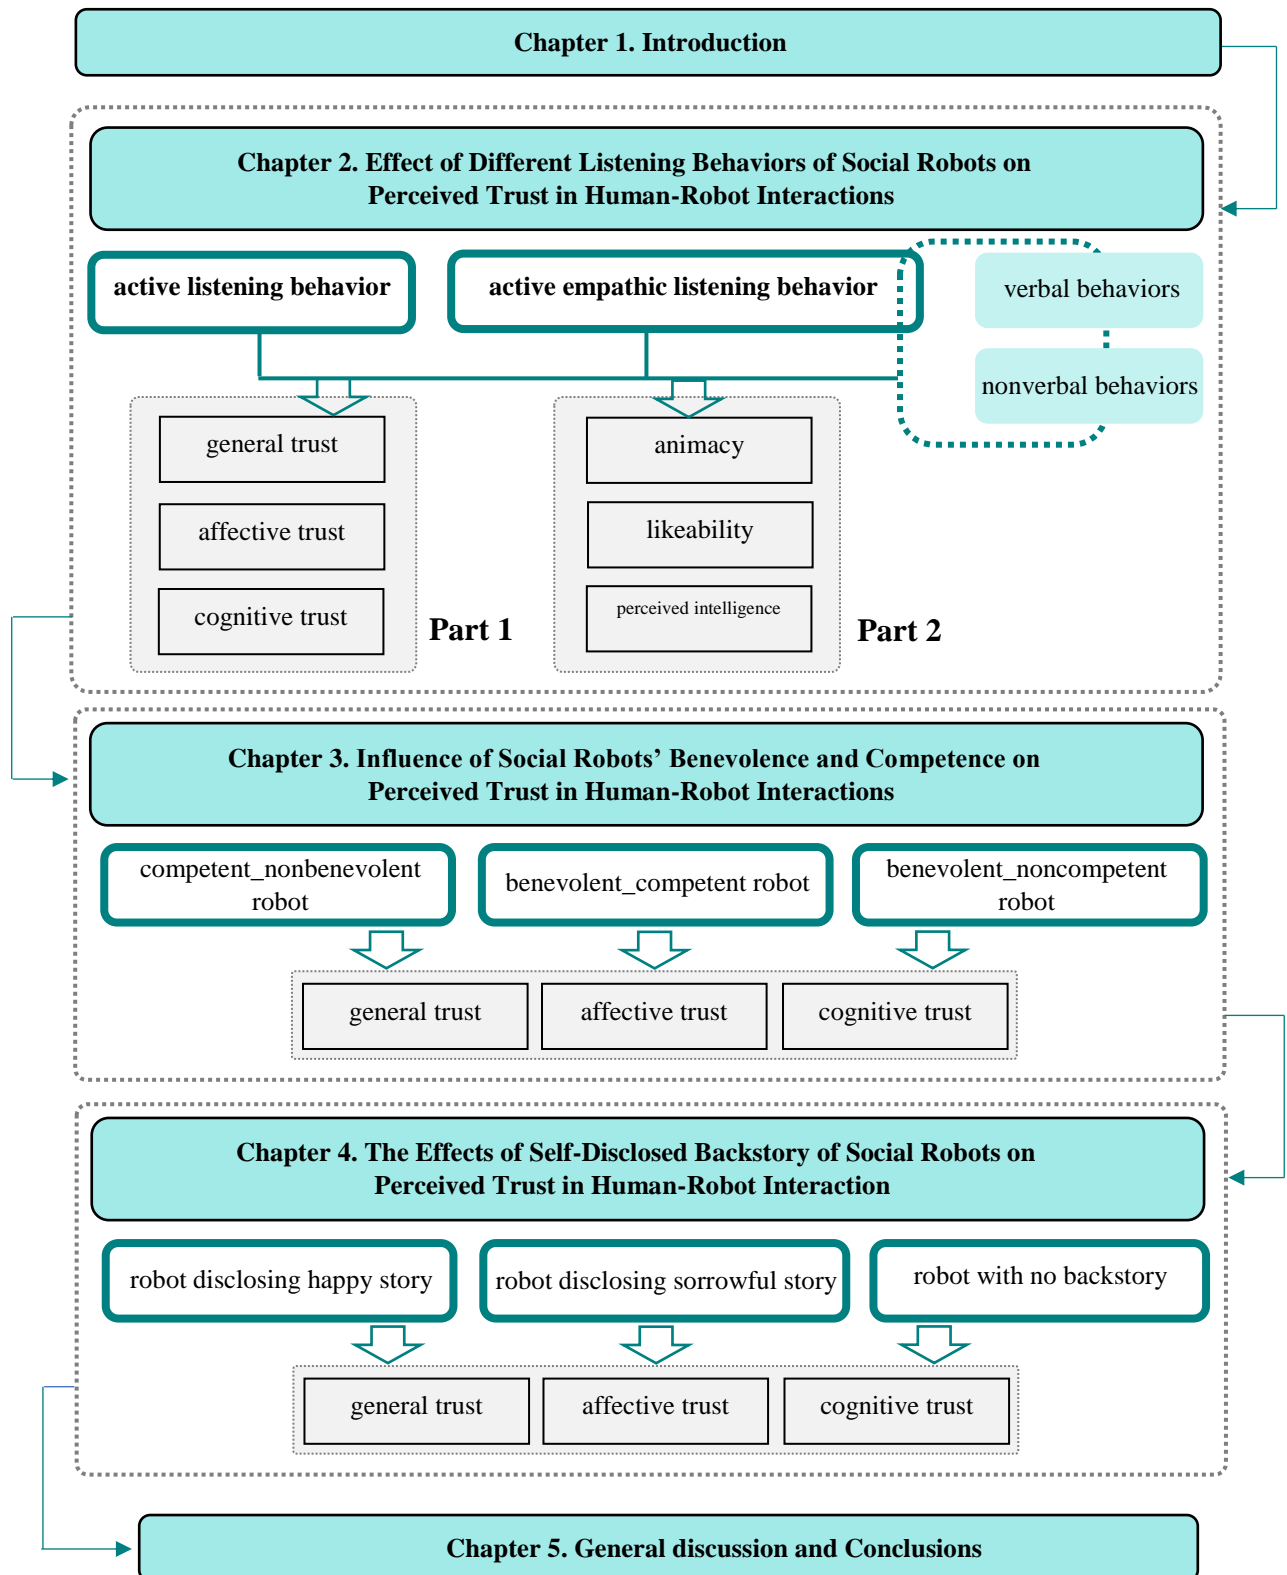 Chapter 1. Introduction
Chapter 2. Effect of Different Listening Behaviors of Social Robots on
Perceived Trust in Human-Robot Interactions
active listening behavior
active empathic listening behavior
verbal behaviors
nonverbal behaviors
general trust
affective trust
cognitive trust
Part 1
animacy
likeability
perceived intelligence
Part 2
Chapter 3. Influence of Social Robots’ Benevolence and Competence on
Perceived Trust in Human-Robot Interactions
competent_nonbenevolent
robot
benevolent_competent robot
benevolent_noncompetent
robot
general trust
affective trust
cognitive trust
Chapter 4. The Effects of Self-Disclosed Backstory of Social Robots on
Perceived Trust in Human-Robot Interaction
robot disclosing happy story
robot disclosing sorrowful story
robot with no backstory
general trust
affective trust
cognitive trust
Chapter 5. General discussion and Conclusions